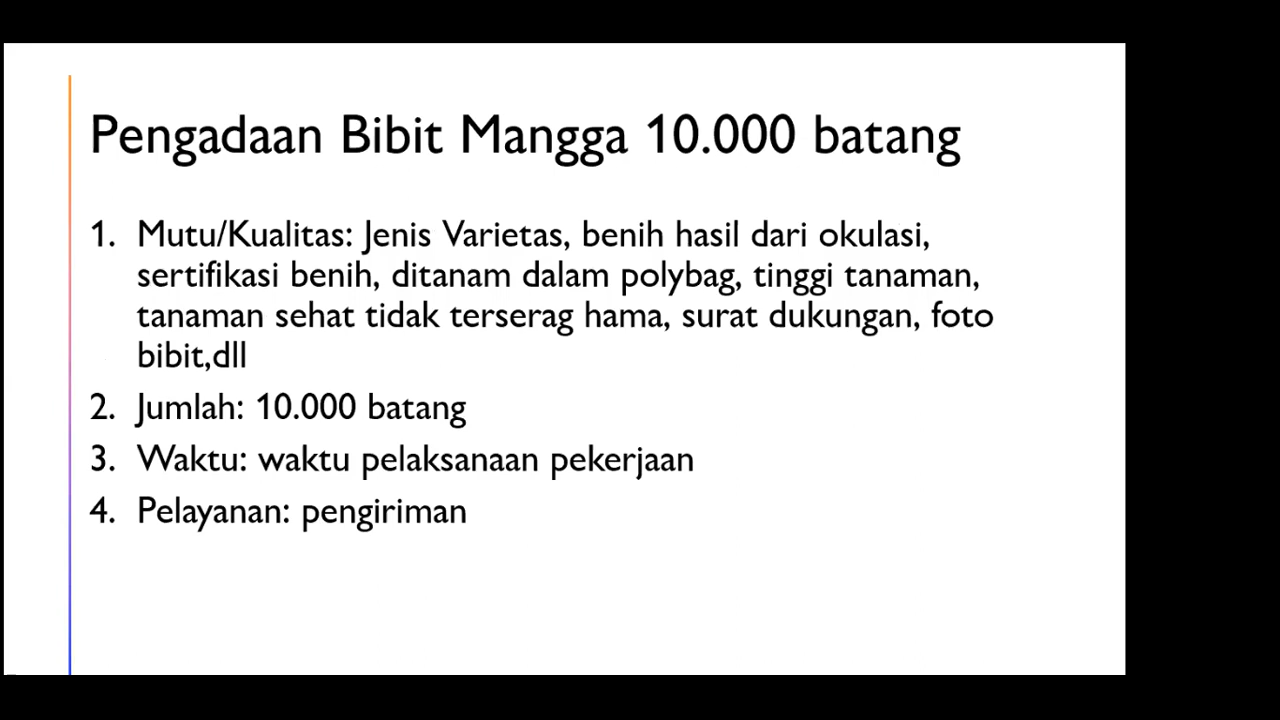 Pengadaan Bibit Mangga 10.000 batang
1. Mutu/Kualitas: Jenis Varietas, benih hasil dari okulasi,
sertifikasi benih, ditanam dalam polybag, tinggi tanaman,
tanaman sehat tidak terserag hama, surat dukungan, foto
bibit,dll
2. Jumlah: 10.000 batang
3. Waktu: waktu pelaksanaan pekerjaan
4. Pelayanan: pengiriman